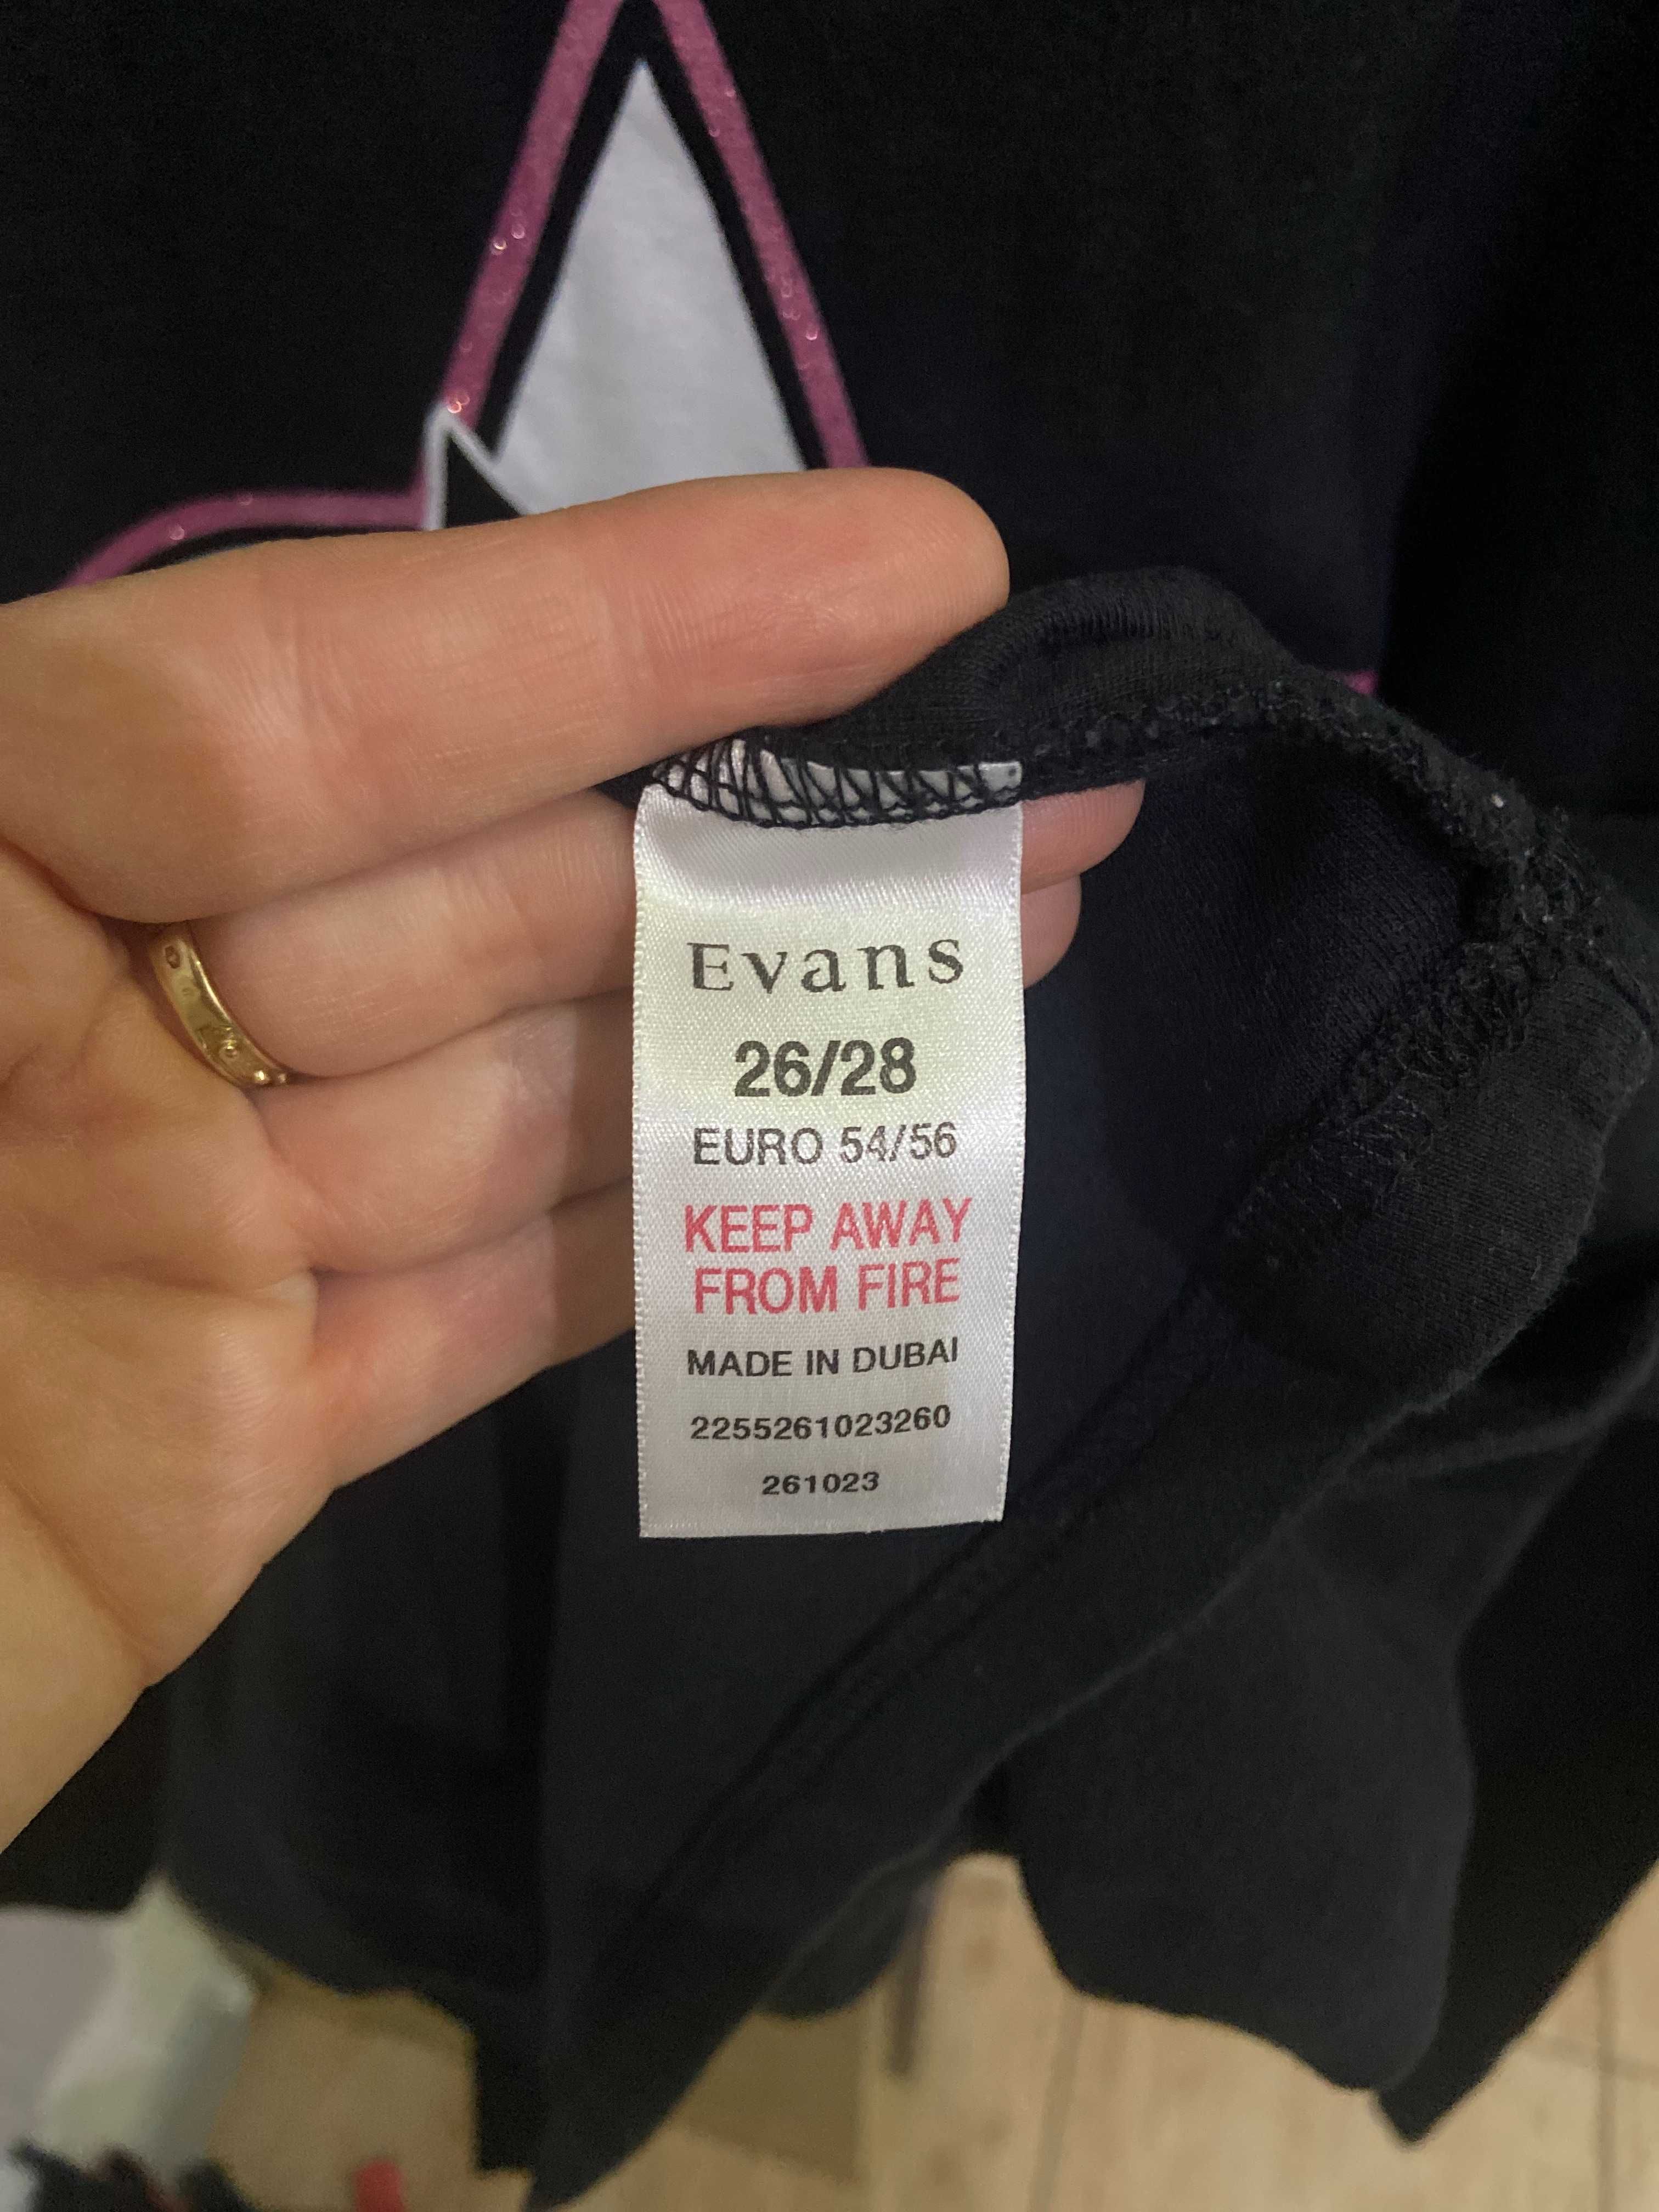 Evans
26/28
EURO 54/56
KEEP AWAY
FROM FIRE
MADE IN DUBAI
2255261023260
261023